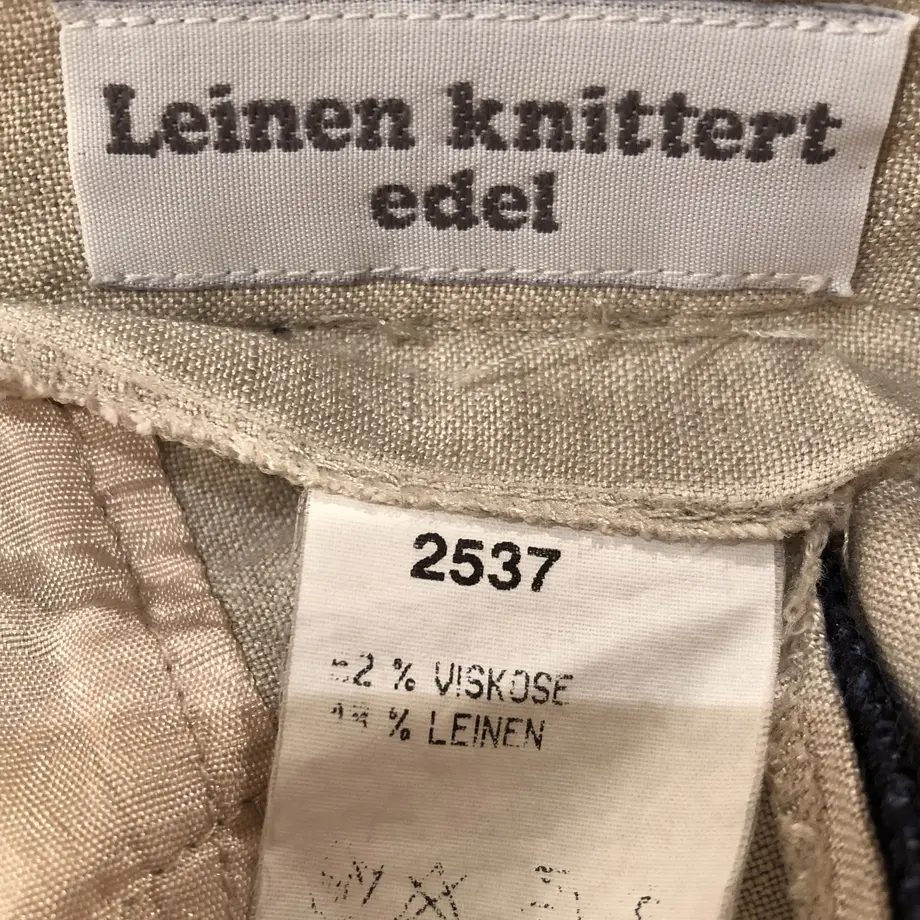 Leinen knittert
edel
2537
% VISKOSE
% LEINEN